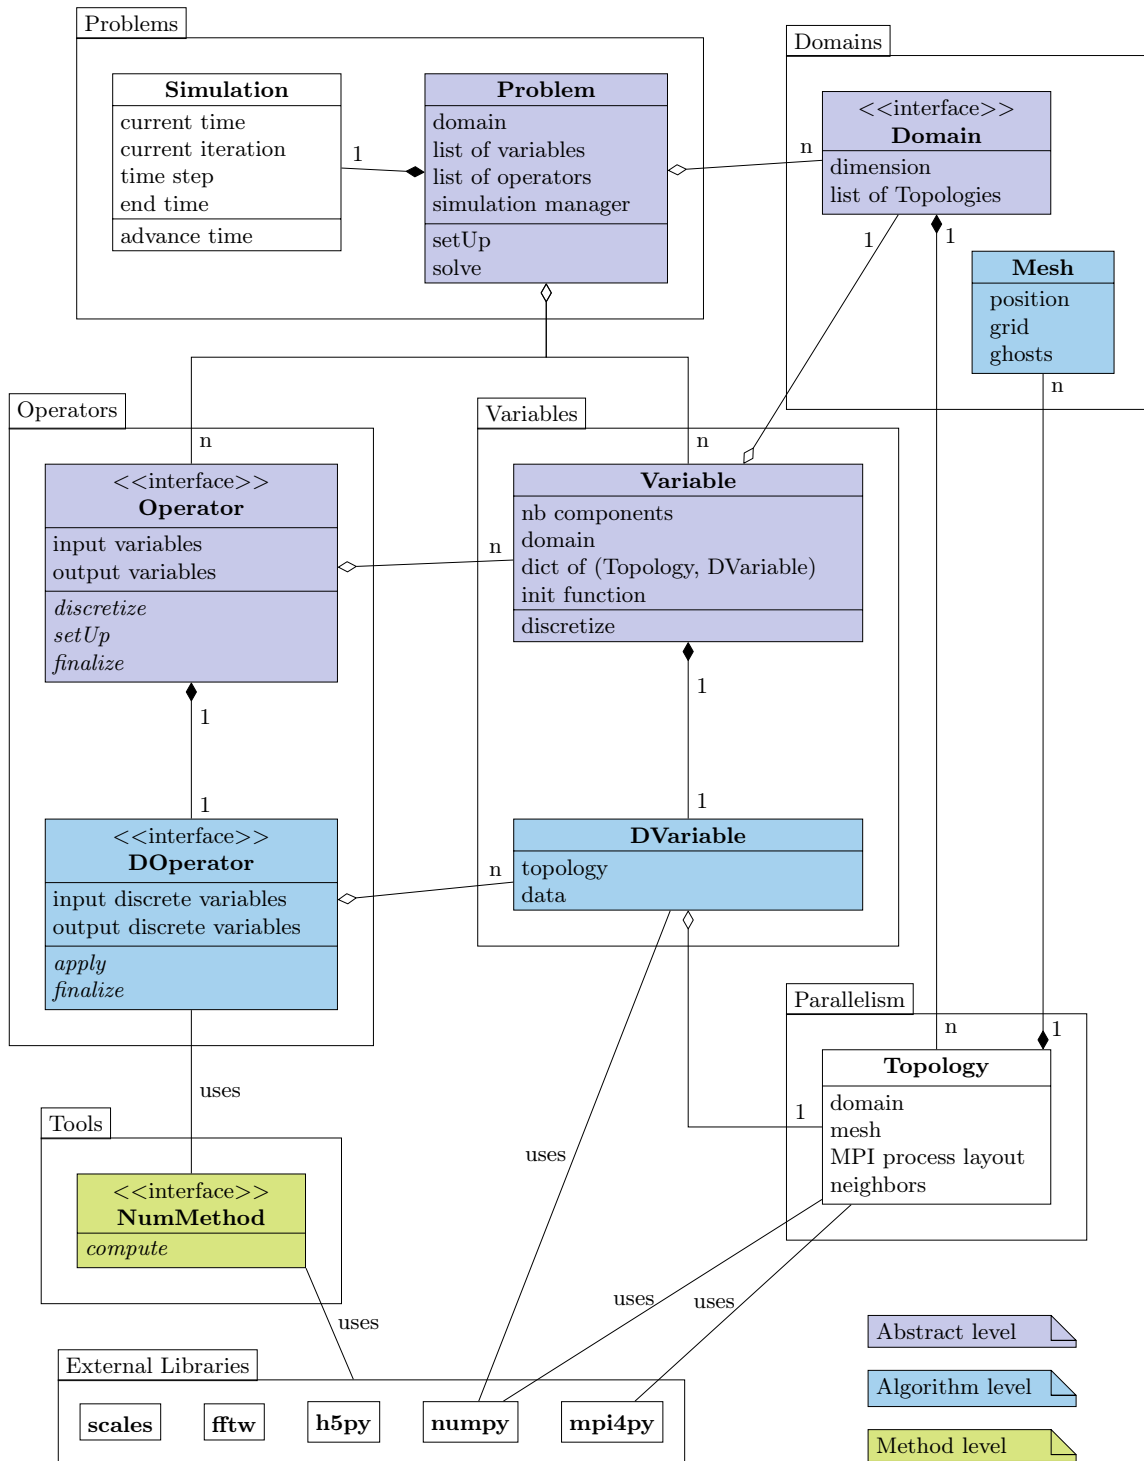 Problems
Simulation
current time
current iteration
time step
end time
advance time
1
Problem
domain
list of variables
list of operators
simulation manager
setUp
solve
n
Domains
<<interface>>
Domain
dimension
list of Topologies
1
1
Mesh
position
grid
ghosts
n
Operators
n
<<interface>>
Operator
input variables
output variables
discretize
setUp
finalize
1
1
<<interface>>
DOperator
input discrete variables
output discrete variables
apply
finalize
Variables
n
n
Variable
nb components
domain
dict of (Topology, DVariable)
init function
discretize
1
1
n
DVariable
topology
data
Parallelism
n
1
1
Topology
domain
mesh
MPI process layout
neighbors
uses
Tools
<<interface>>
NumMethod
compute
uses
uses
uses
uses
External Libraries
scales
fftw
h5py
numpy
mpi4py
Abstract level
Algorithm level
Method level